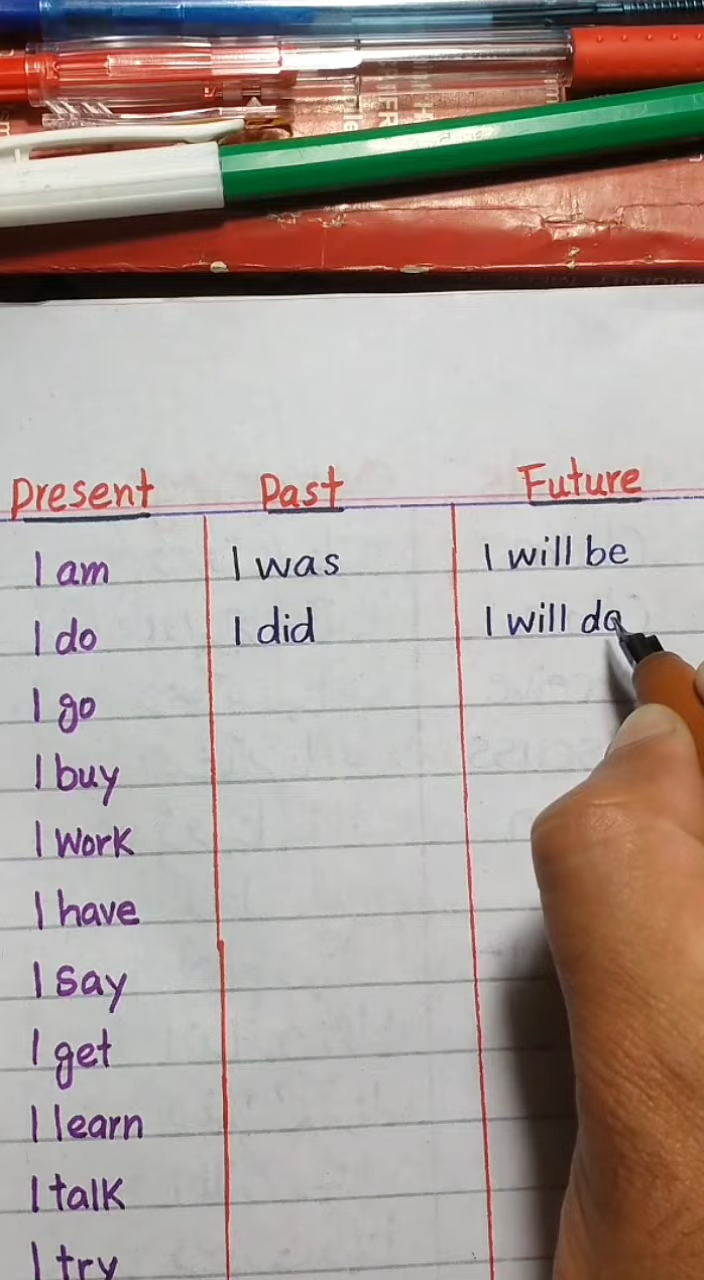 Present Past Future
I am I was I will be
I do I did I will do
I go
I buy
I work
I have
I say
I get
I learn
I talk
I try